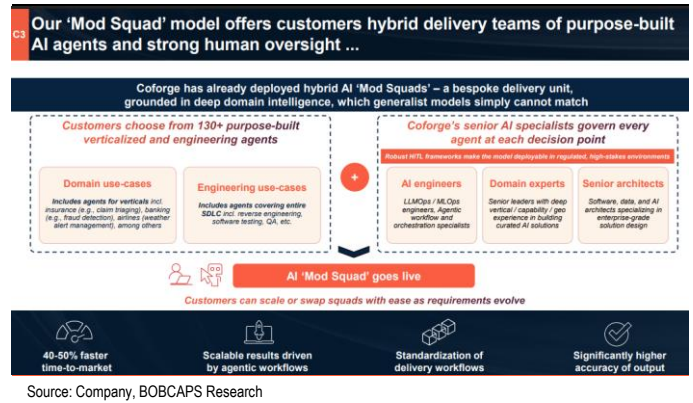 C3
Our ‘Mod Squad’ model offers customers hybrid delivery teams of purpose-built
AI agents and strong human oversight ...
Coforge has already deployed hybrid AI ‘Mod Squads’ – a bespoke delivery unit,
grounded in deep domain intelligence, which generalist models simply cannot match
Customers choose from 130+ purpose-built
verticalized and engineering agents
Domain use-cases
Includes agents for verticals incl.
insurance (e.g., claim triaging), banking
(e.g., fraud detection), airlines (weather
alert management), among others
Engineering use-cases
Includes agents covering entire
SDLC incl. reverse engineering,
software testing, QA, etc.
+
Coforge's senior AI specialists govern every
agent at each decision point
Robust HITL frameworks make the model deployable in regulated, high-stakes environments
AI engineers
LLMOps / MLOps
engineers, Agentic
workflow and
orchestration specialists
Domain experts
Senior leaders with deep
vertical / capability / geo
experience in building
curated AI solutions
Senior architects
Software, data, and AI
architects specializing in
enterprise-grade
solution design
AI ‘Mod Squad’ goes live
Customers can scale or swap squads with ease as requirements evolve
40-50% faster
time-to-market
Scalable results driven
by agentic workflows
Standardization of
delivery workflows
Significantly higher
accuracy of output
Source: Company, BOBCAPS Research